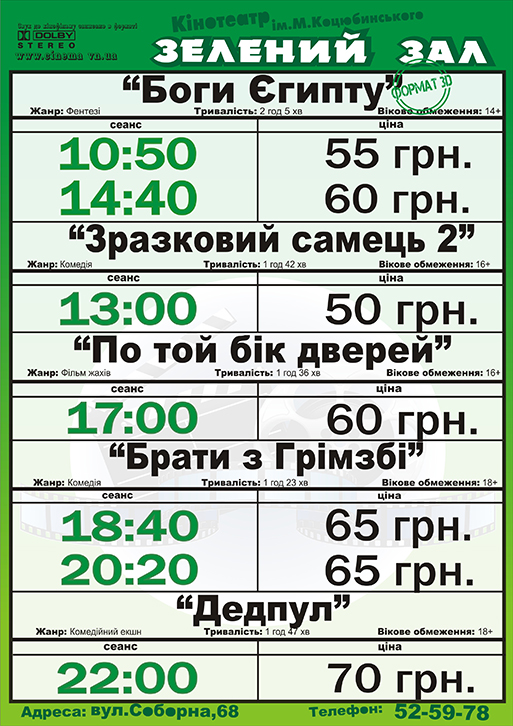 Кінотеатр ім.М.Коцюбинського
Звук до кінофільму записано в форматі
DOLBY
STEREO
www.cinema vn.ua
ЗЕЛЕНИЙ ЗАЛ
“Боги Єгипту”
ФОРМАТ 3D
Жанр: Фентезі Тривалість: 2 год 5 хв Вікове обмеження: 14+
сеанс ціна
10:50 55 грн.
14:40 60 грн.
“Зразковий самець 2”
Жанр: Комедія Тривалість: 1 год 42 хв Вікове обмеження: 16+
сеанс ціна
13:00 50 грн.
“По той бік дверей”
Жанр: Фільм жахів Тривалість: 1 год 36 хв Вікове обмеження: 16+
сеанс ціна
17:00 60 грн.
“Брати з Грімзбі”
Жанр: Комедія Тривалість: 1 год 23 хв Вікове обмеження: 18+
сеанс ціна
18:40 65 грн.
20:20 65 грн.
“Дедпул”
Жанр: Комедійний екшн Тривалість: 1 год 47 хв Вікове обмеження: 18+
сеанс ціна
22:00 70 грн.
Адреса: вул.Соборна,68 Телефон: 52-59-78